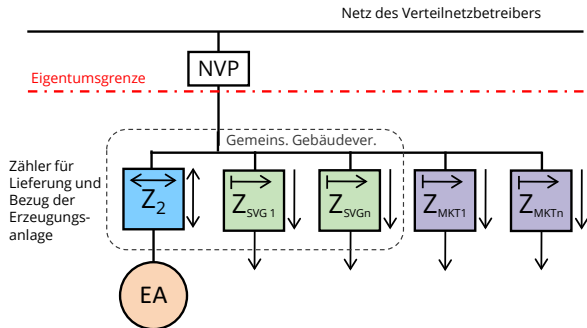 Netz des Verteilnetzbetreibers
NVP
Eigentumsgrenze
Gemeins. Gebäudever.
Zähler für
Lieferung und
Bezug der
Erzeugungs-
anlage
Z2
ZSVG 1
ZSVGn
ZMKT1
ZMKTn
EA